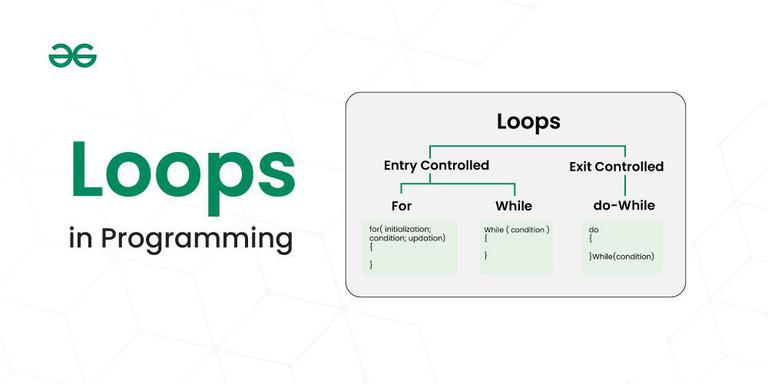 Loops
in Programming
Loops
Entry Controlled
Exit Controlled
For
While
do-While
for( initialization;
condition; updation)
{
}
While ( condition )
{
}
do
{
}While(condition)